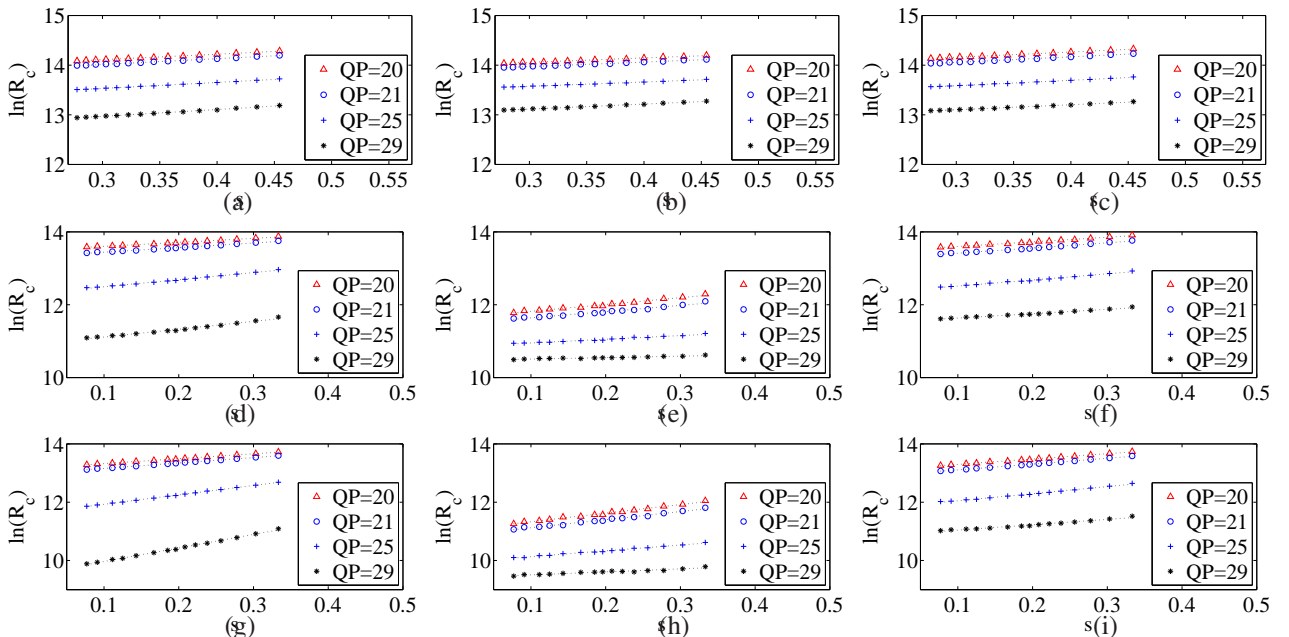 15
14
13
12
ln(R_c)
QP=20
QP=21
QP=25
QP=29
0.3 0.35 0.4 0.45 0.5 0.55
s
(a)
15
14
13
12
ln(R_c)
QP=20
QP=21
QP=25
QP=29
0.3 0.35 0.4 0.45 0.5 0.55
s
(b)
15
14
13
12
ln(R_c)
QP=20
QP=21
QP=25
QP=29
0.3 0.35 0.4 0.45 0.5 0.55
s
(c)
14
12
10
ln(R_c)
QP=20
QP=21
QP=25
QP=29
0.1 0.2 0.3 0.4 0.5
s
(d)
14
12
10
ln(R_c)
QP=20
QP=21
QP=25
QP=29
0.1 0.2 0.3 0.4 0.5
s
(e)
14
12
10
ln(R_c)
QP=20
QP=21
QP=25
QP=29
0.1 0.2 0.3 0.4 0.5
s
(f)
14
12
10
ln(R_c)
QP=20
QP=21
QP=25
QP=29
0.1 0.2 0.3 0.4 0.5
s
(g)
14
12
10
ln(R_c)
QP=20
QP=21
QP=25
QP=29
0.1 0.2 0.3 0.4 0.5
s
(h)
14
12
10
ln(R_c)
QP=20
QP=21
QP=25
QP=29
0.1 0.2 0.3 0.4 0.5
s
(i)